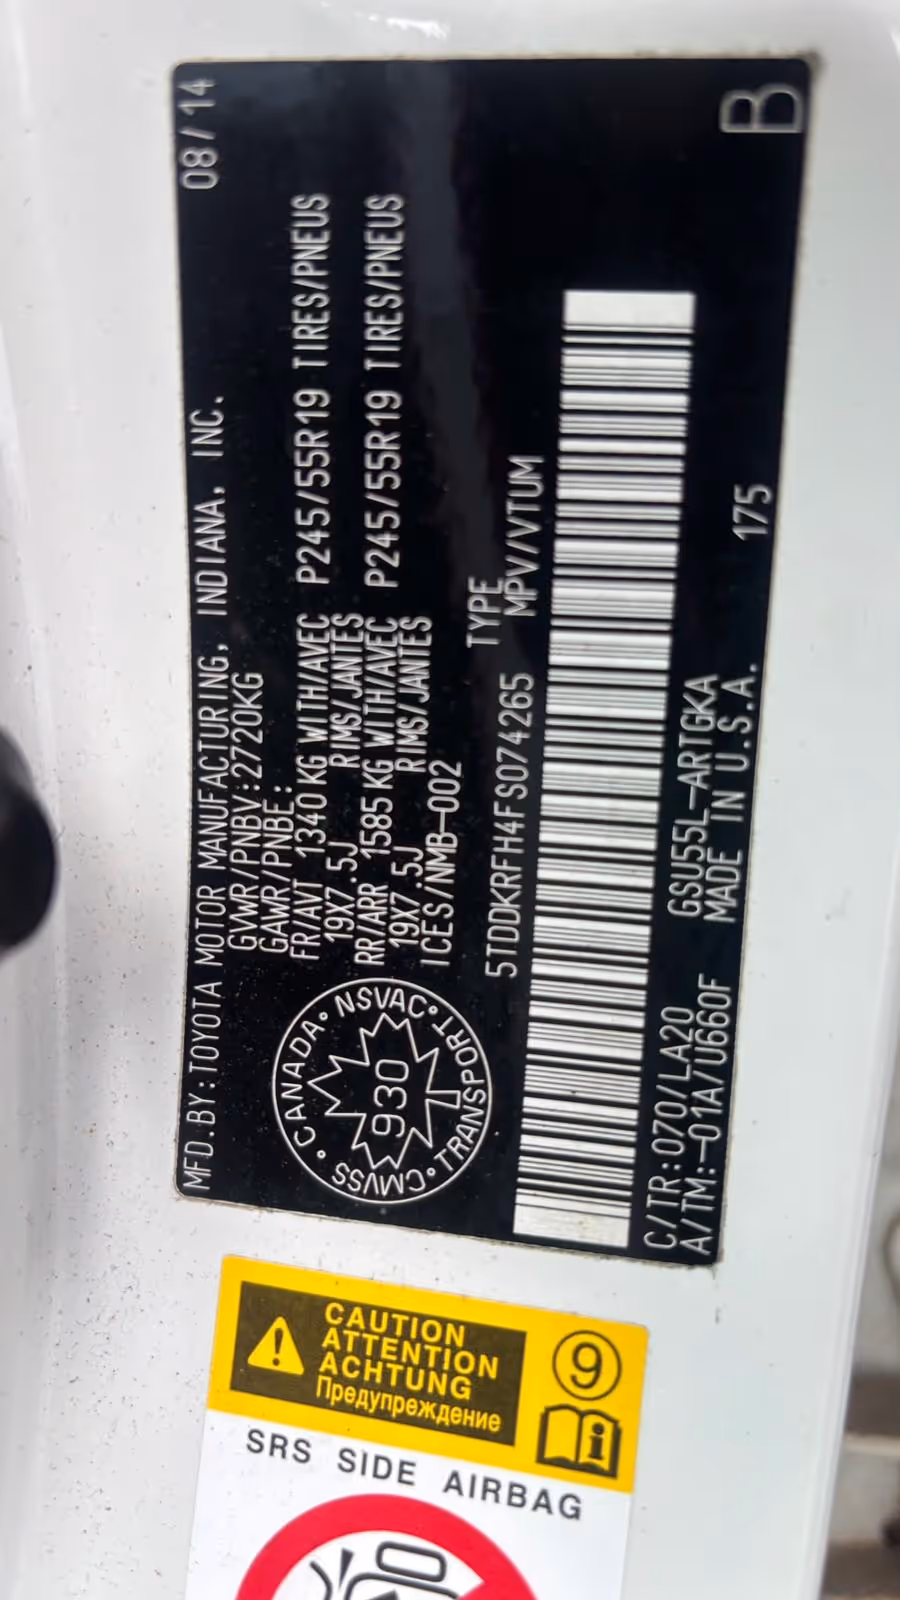 MFD.BY:TOYOTA MOTOR MANUFACTURING, INDIANA, INC. 08/14
GVWR/PNBV:2720KG
GAWR/PNBE:
FR/AIT 1340 KG WITH/AVEC P245/55R19 TIRES/PNEUS
19X7.5J RIMS/JANTES
RR/ARR 1585 KG WITH/AVEC P245/55R19 TIRES/PNEUS
19X7.5J RIMS/JANTES
ICES/NMB-002
CANADA • NSVAC • TRANSPORT • CMVSS •
930
TYPE
5TDDKRFH4FS074265 MPV/VTUM
C/TR:070/LA20 GSU55L-ARTGKA
A/TM:-01A/U660F MADE IN U.S.A. 175
B
CAUTION
ATTENTION
ACHTUNG
Предупреждение
9
i
SRS SIDE AIRBAG